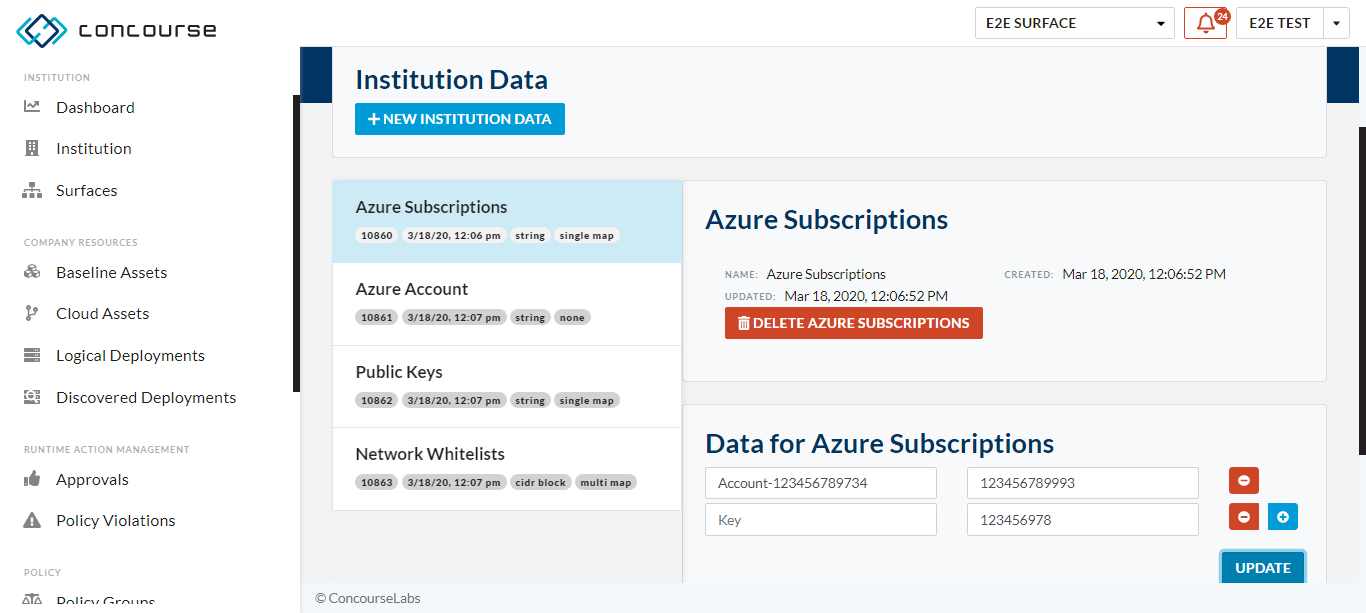 concourse
E2E SURFACE
24
E2E TEST
INSTITUTION
Dashboard
Institution
Surfaces
COMPANY RESOURCES
Baseline Assets
Cloud Assets
Logical Deployments
Discovered Deployments
RUNTIME ACTION MANAGEMENT
Approvals
Policy Violations
POLICY
Policy Groups
Institution Data
NEW INSTITUTION DATA
Azure Subscriptions
10860 3/18/20, 12:06 pm string single map
Azure Account
10861 3/18/20, 12:07 pm string none
Public Keys
10862 3/18/20, 12:07 pm string single map
Network Whitelists
10863 3/18/20, 12:07 pm cidr block multi map
Azure Subscriptions
NAME: Azure Subscriptions CREATED: Mar 18, 2020, 12:06:52 PM
UPDATED: Mar 18, 2020, 12:06:52 PM
DELETE AZURE SUBSCRIPTIONS
Data for Azure Subscriptions
Account-123456789734 123456789993
Key 123456978
UPDATE
© ConcourseLabs